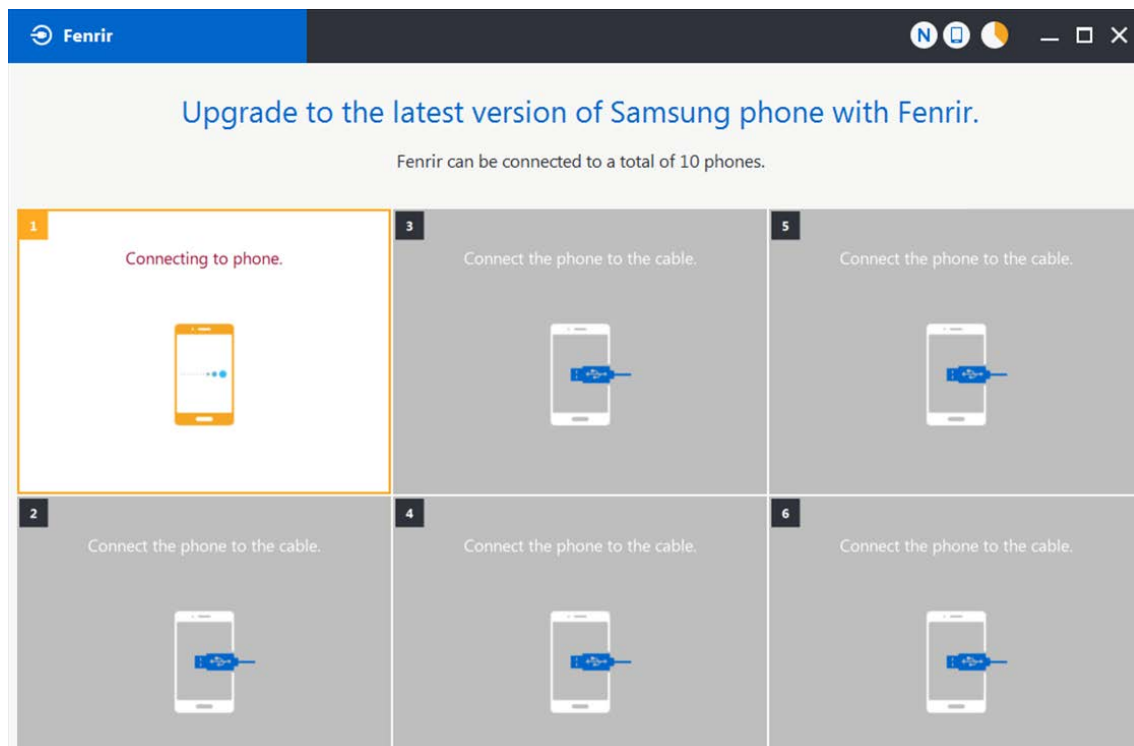 Fenrir
N
Upgrade to the latest version of Samsung phone with Fenrir.
Fenrir can be connected to a total of 10 phones.
1
Connecting to phone.
3
Connect the phone to the cable.
5
Connect the phone to the cable.
2
Connect the phone to the cable.
4
Connect the phone to the cable.
6
Connect the phone to the cable.